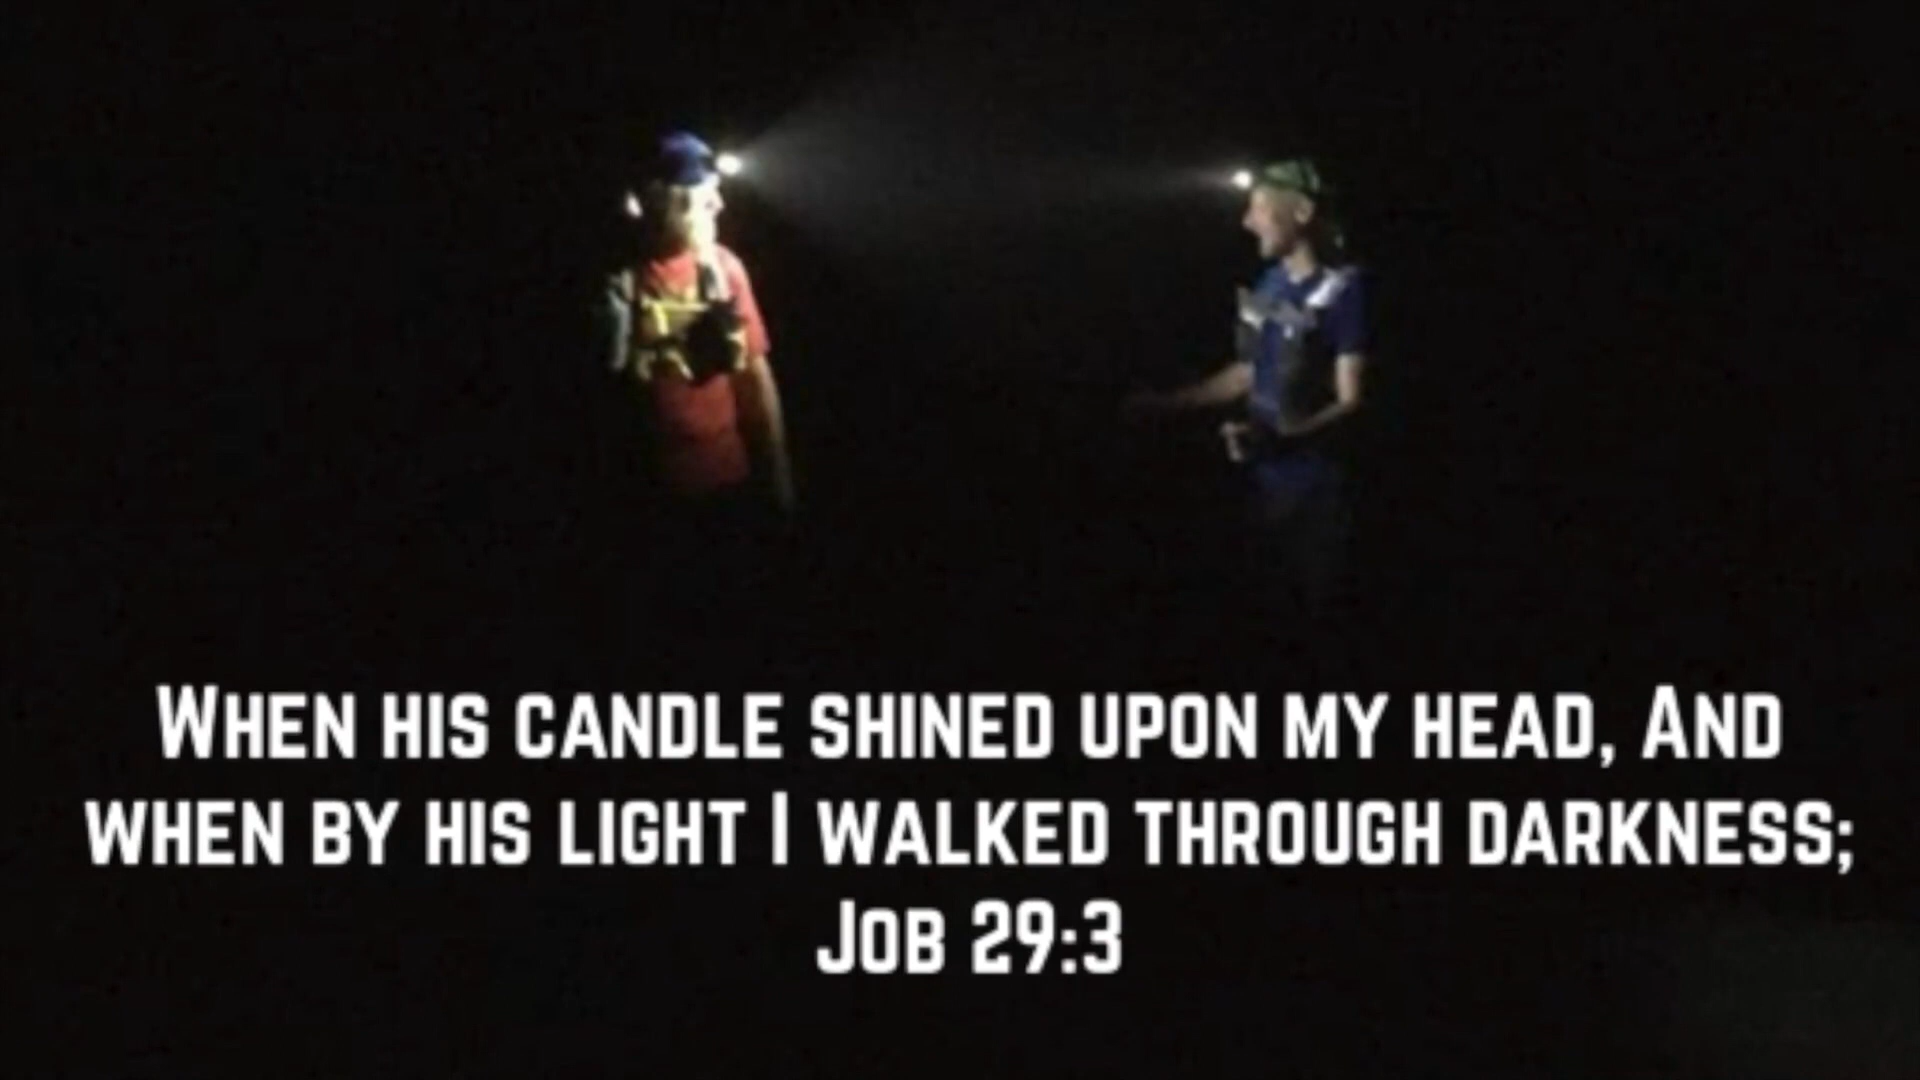 When his candle shined upon my head, And
when by his light I walked through darkness;
Job 29:3